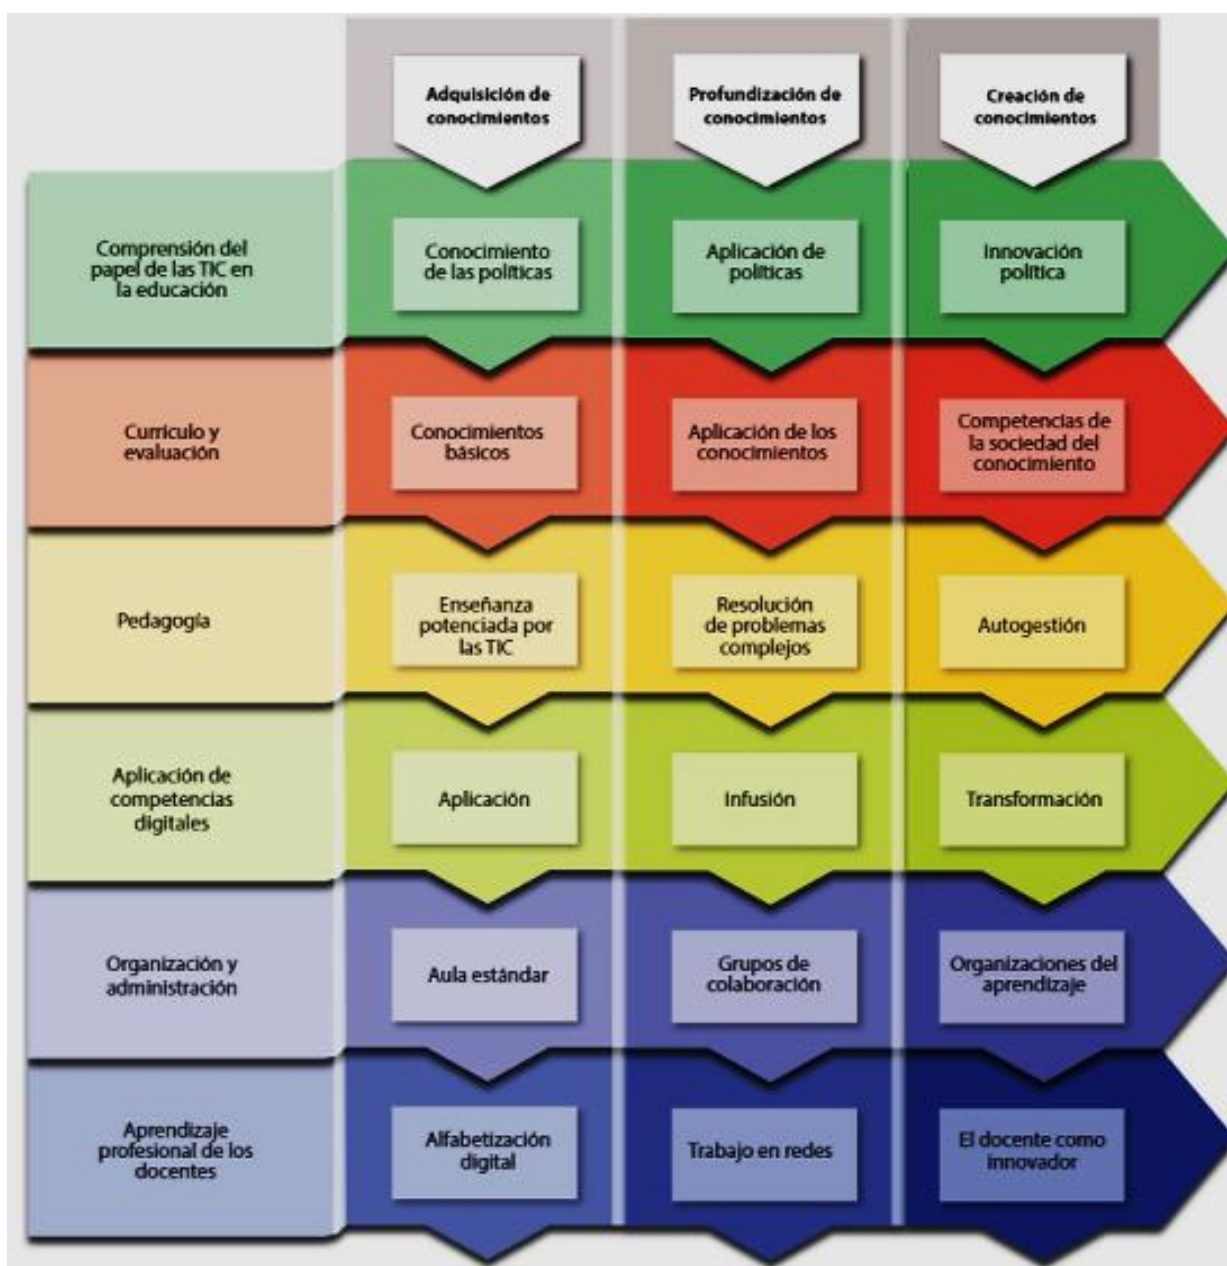 Adquisición de
conocimientos
Profundización de
conocimientos
Creación de
conocimientos
Comprensión del
papel de las TIC en
la educación
Conocimiento
de las políticas
Aplicación de
políticas
Innovación
política
Currículo y
evaluación
Conocimientos
básicos
Aplicación de los
conocimientos
Competencias de
la sociedad del
conocimiento
Pedagogía
Enseñanza
potenciada por
las TIC
Resolución
de problemas
complejos
Autogestión
Aplicación de
competencias
digitales
Aplicación
Infusión
Transformación
Organización y
administración
Aula estándar
Grupos de
colaboración
Organizaciones del
aprendizaje
Aprendizaje
profesional de los
docentes
Alfabetización
digital
Trabajo en redes
El docente como
innovador